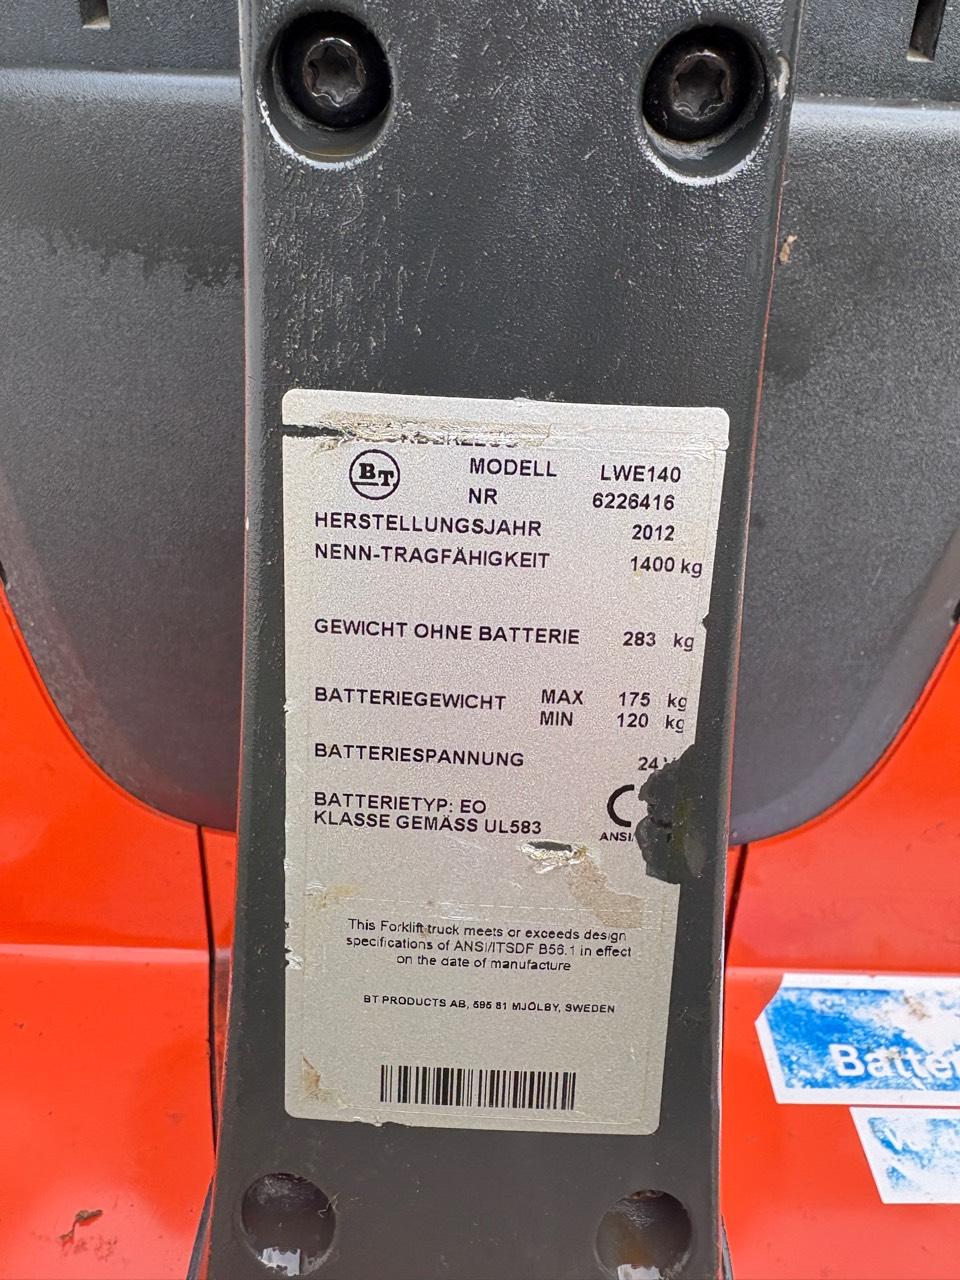 BT
MODELL LWE140
NR 6226416
HERSTELLUNGSJAHR 2012
NENN-TRAGFÄHIGKEIT 1400 kg
GEWICHT OHNE BATTERIE 283 kg
BATTERIEGEWICHT MAX 175 kg
MIN 120 kg
BATTERIESPANNUNG 24
BATTERIETYP: EO
KLASSE GEMÄSS UL583
ANSI/
This Forklift truck meets or exceeds design
specifications of ANSI/ITSDF B56.1 in effect
on the date of manufacture
BT PRODUCTS AB, 595 81 MJÖLBY, SWEDEN